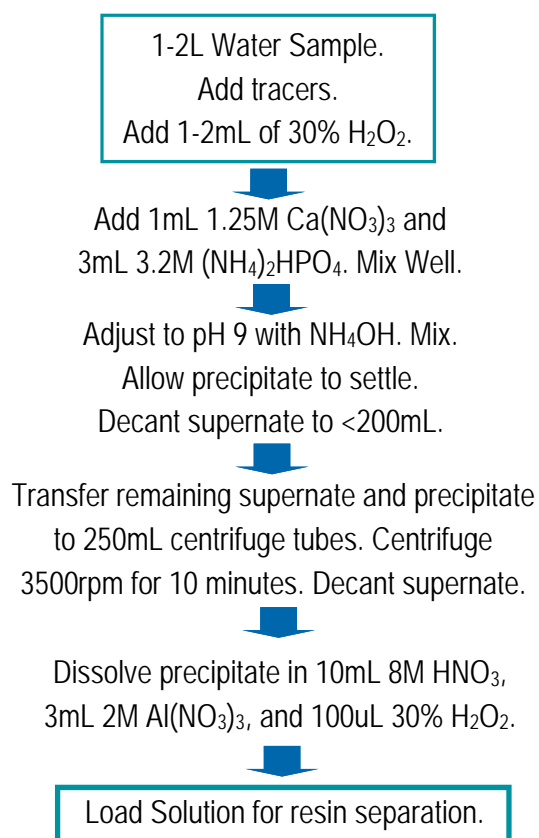 1-2L Water Sample.
Add tracers.
Add 1-2mL of 30% H₂O₂.
Add 1mL 1.25M Ca(NO₃)₃ and
3mL 3.2M (NH₄)₂HPO₄. Mix Well.
Adjust to pH 9 with NH₄OH. Mix.
Allow precipitate to settle.
Decant supernate to <200mL.
Transfer remaining supernate and precipitate
to 250mL centrifuge tubes. Centrifuge
3500rpm for 10 minutes. Decant supernate.
Dissolve precipitate in 10mL 8M HNO₃,
3mL 2M Al(NO₃)₃, and 100uL 30% H₂O₂.
Load Solution for resin separation.